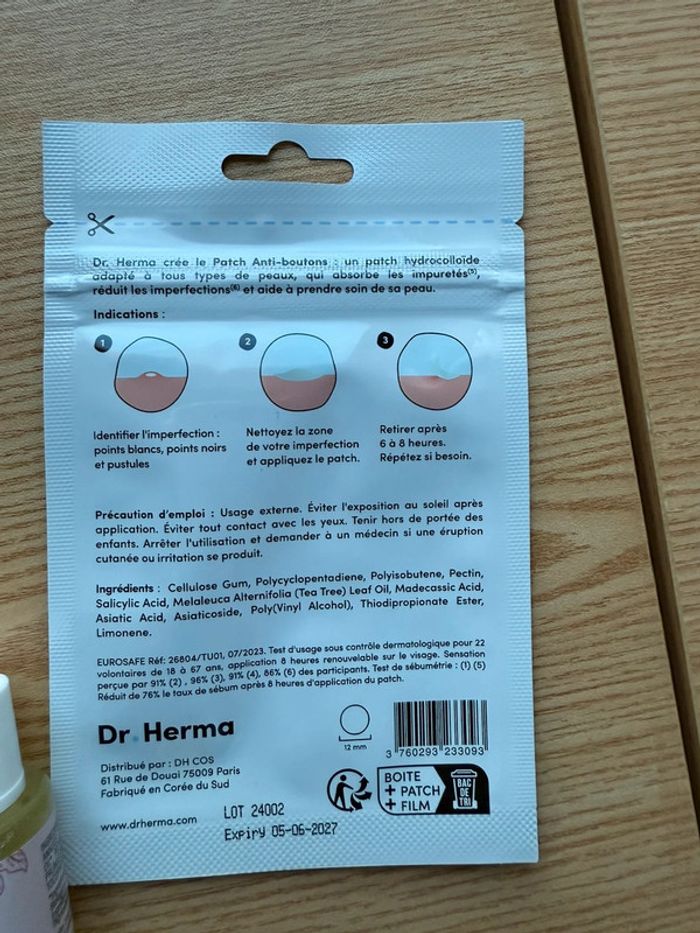 Dr. Herma crée le Patch Anti-boutons : un patch hydrocolloïde
adapté à tous types de peaux, qui absorbe les impuretés(5),
réduit les imperfections(6) et aide à prendre soin de sa peau.
Indications :
1
2
3
Identifier l'imperfection :
points blancs, points noirs
et pustules
Nettoyez la zone
de votre imperfection
et appliquez le patch.
Retirer après
6 à 8 heures.
Répétez si besoin.
Précaution d'emploi : Usage externe. Éviter l'exposition au soleil après
application. Éviter tout contact avec les yeux. Tenir hors de portée des
enfants. Arrêter l'utilisation et demander à un médecin si une éruption
cutanée ou irritation se produit.
Ingrédients : Cellulose Gum, Polycyclopentadiene, Polyisobutene, Pectin,
Salicylic Acid, Melaleuca Alternifolia (Tea Tree) Leaf Oil, Madecassic Acid,
Asiatic Acid, Asiaticoside, Poly(Vinyl Alcohol), Thiodipropionate Ester,
Limonene.
EUROSAFE Réf: 26804/TU01, 07/2023. Test d'usage sous contrôle dermatologique pour 22
volontaires de 18 à 67 ans, application 8 heures renouvelable sur le visage. Sensation
perçue par 91% (2) , 96% (3), 91% (4), 86% (6) des participants. Test de sébumétrie : (1) (5)
Réduit de 76% le taux de sébum après 8 heures d'application du patch.
Dr. Herma
12 mm
3 760293 233093
Distribué par : DH COS
61 Rue de Douai 75009 Paris
Fabriqué en Corée du Sud
BOITE
+ PATCH
+ FILM
BAC
DE
TRI
www.drherma.com
LOT 24002
Expiry 05-06-2027